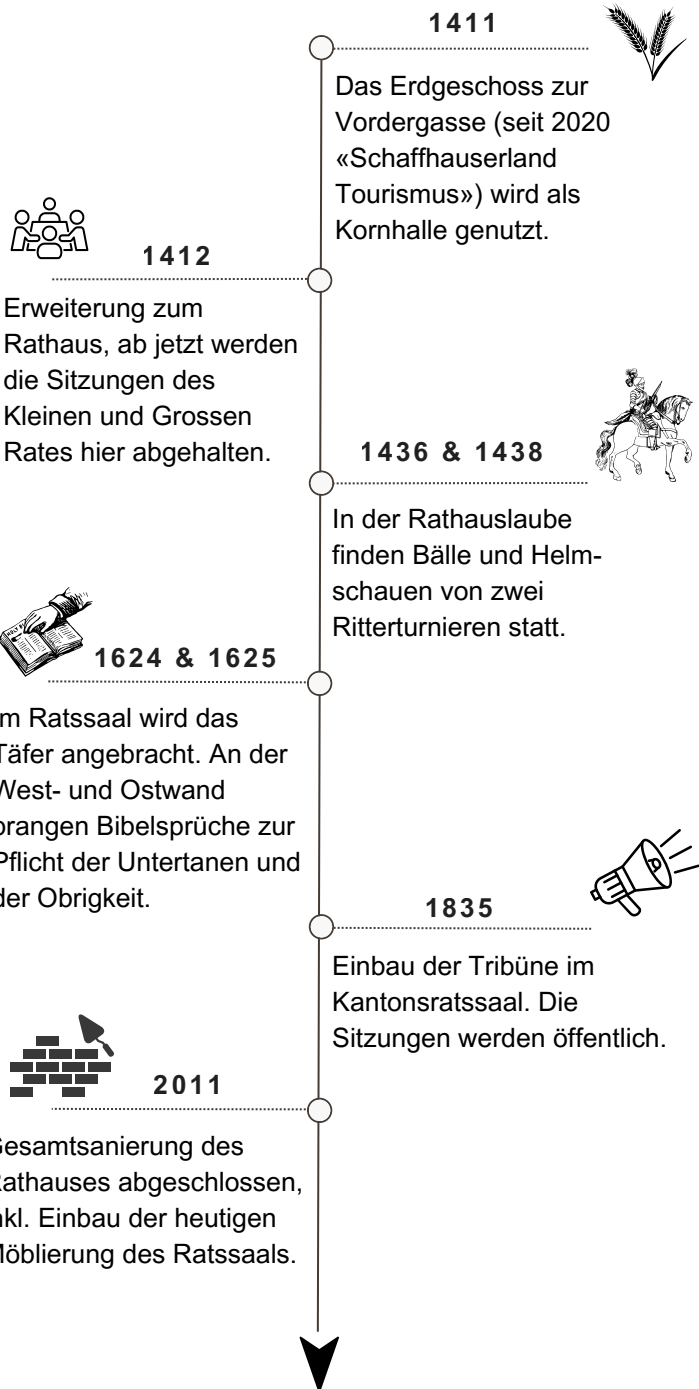 1411
Das Erdgeschoss zur
Vordergasse (seit 2020
«Schaffhauserland
Tourismus») wird als
Kornhalle genutzt.
1412
Erweiterung zum
Rathaus, ab jetzt werden
die Sitzungen des
Kleinen und Grossen
Rates hier abgehalten.
1436 & 1438
In der Rathauslaube
finden Bälle und Helm-
schauen von zwei
Ritterturnieren statt.
1624 & 1625
m Ratssaal wird das
Täfer angebracht. An der
West- und Ostwand
prangen Bibelsprüche zur
Pflicht der Untertanen und
der Obrigkeit.
1835
Einbau der Tribüne im
Kantonsratssaal. Die
Sitzungen werden öffentlich.
2011
Gesamtsanierung des
Rathauses abgeschlossen,
nkl. Einbau der heutigen
Möblierung des Ratssaals.